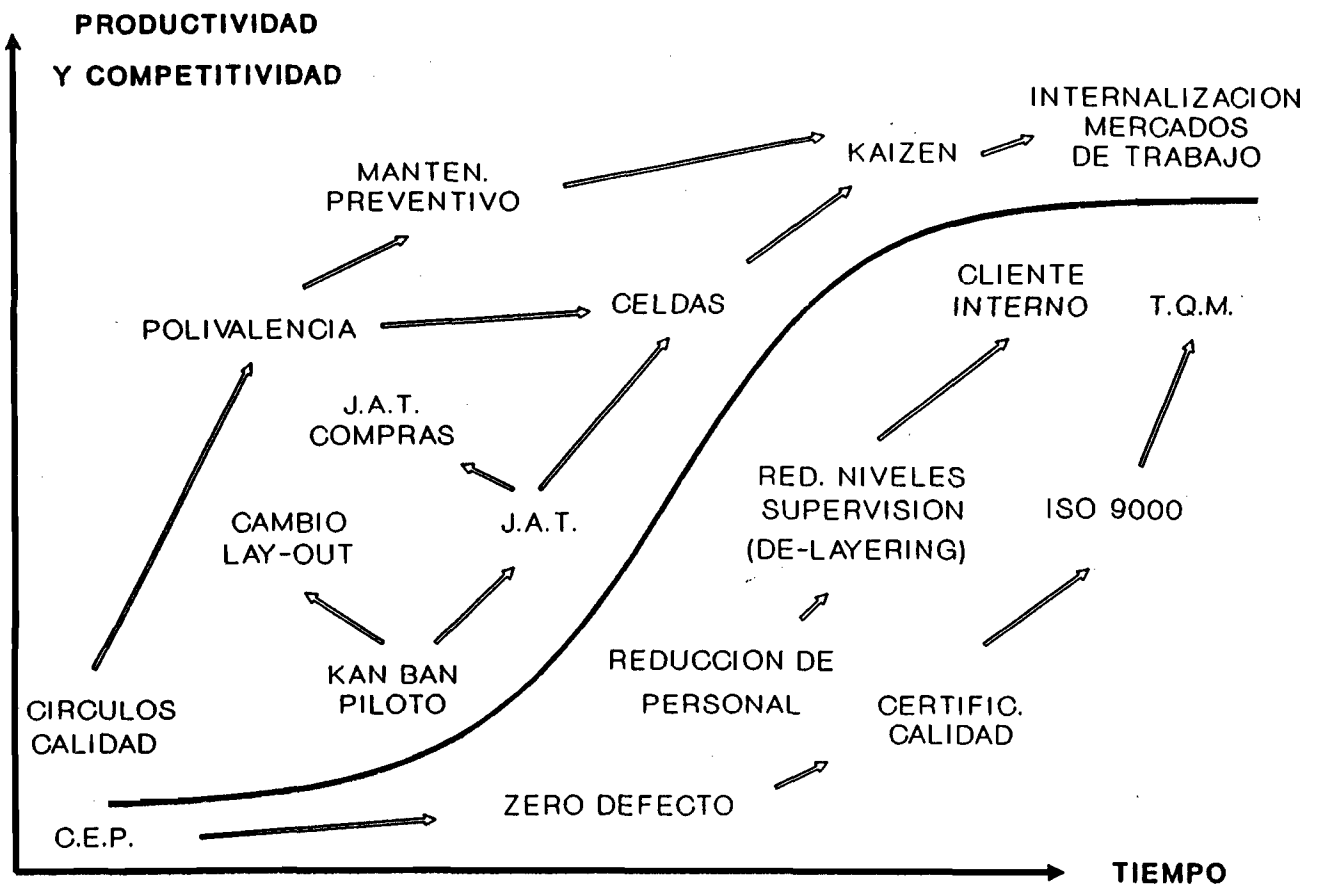 PRODUCTIVIDAD
Y COMPETITIVIDAD
INTERNALIZACION
MERCADOS
DE TRABAJO
KAIZEN
MANTEN.
PREVENTIVO
CLIENTE
INTERNO
T.Q.M.
CELDAS
POLIVALENCIA
J.A.T.
COMPRAS
RED. NIVELES
SUPERVISION
(DE-LAYERING)
ISO 9000
CAMBIO
LAY-OUT
J.A.T.
KAN BAN
PILOTO
REDUCCION DE
PERSONAL
CERTIFIC.
CALIDAD
CIRCULOS
CALIDAD
ZERO DEFECTO
C.E.P.
TIEMPO